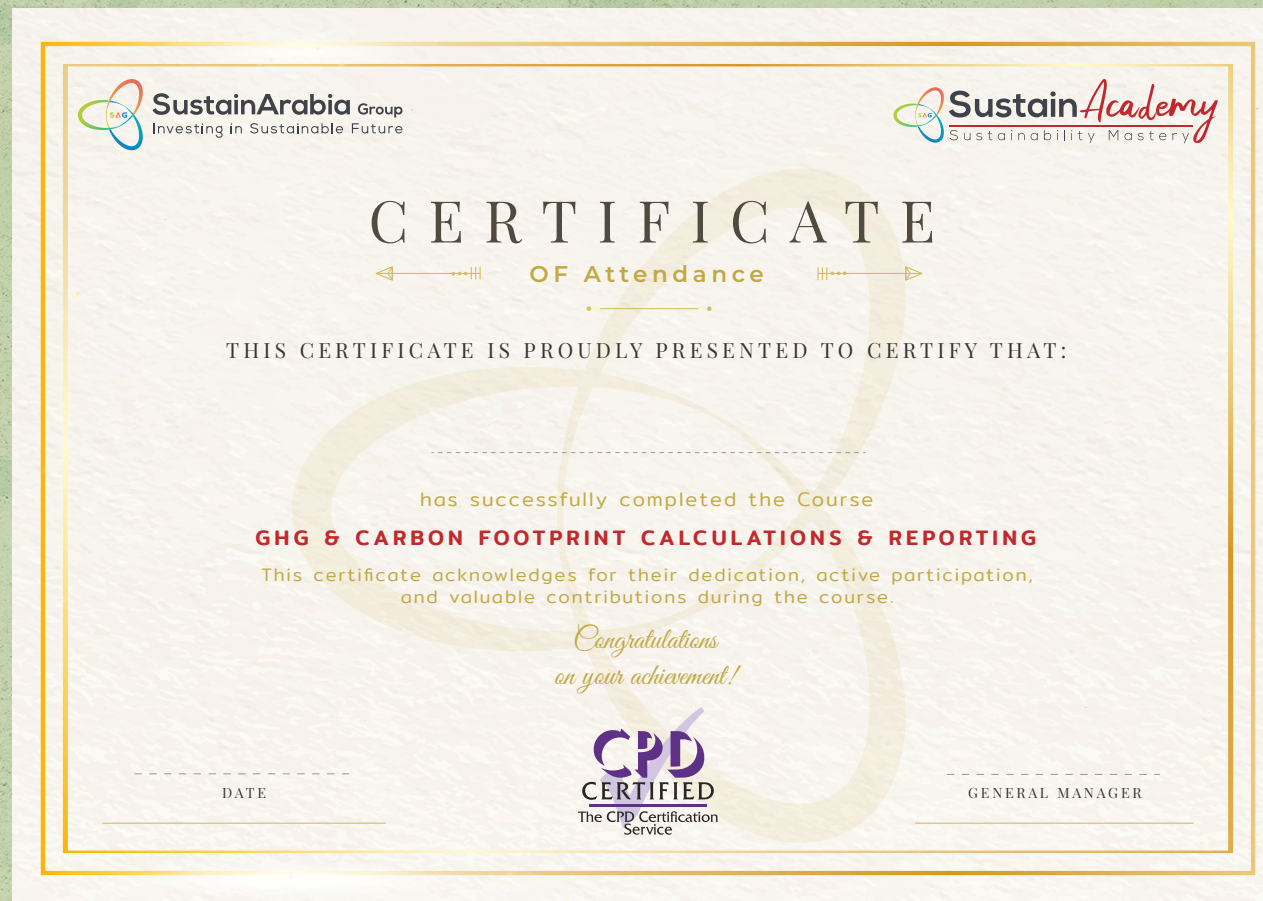 SAG
SustainArabia Group
Investing in Sustainable Future
SAG
Sustain Academy
Sustainability Mastery
CERTIFICATE
OF Attendance
THIS CERTIFICATE IS PROUDLY PRESENTED TO CERTIFY THAT:
has successfully completed the Course
GHG & CARBON FOOTPRINT CALCULATIONS & REPORTING
This certificate acknowledges for their dedication, active participation,
and valuable contributions during the course.
Congratulations
on your achievement!
CPD
CERTIFIED
The CPD Certification
Service
DATE
GENERAL MANAGER